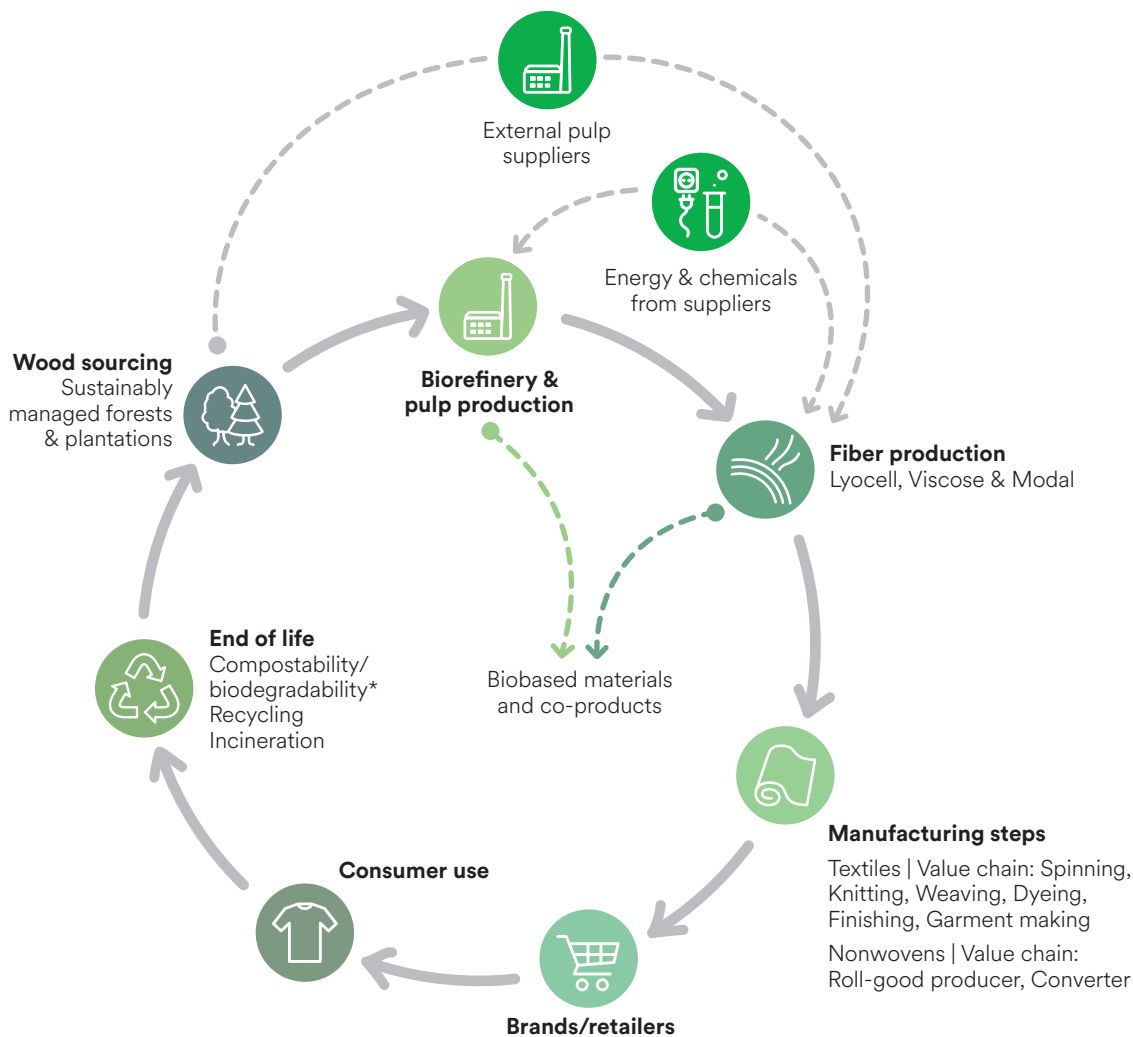 External pulp
suppliers
Energy & chemicals
from suppliers
Wood sourcing
Sustainably
managed forests
& plantations
Biorefinery &
pulp production
Fiber production
Lyocell, Viscose & Modal
End of life
Compostability/
biodegradability*
Recycling
Incineration
Biobased materials
and co-products
Manufacturing steps
Textiles | Value chain: Spinning,
Knitting, Weaving, Dyeing,
Finishing, Garment making
Nonwovens | Value chain:
Roll-good producer, Converter
Consumer use
Brands/retailers